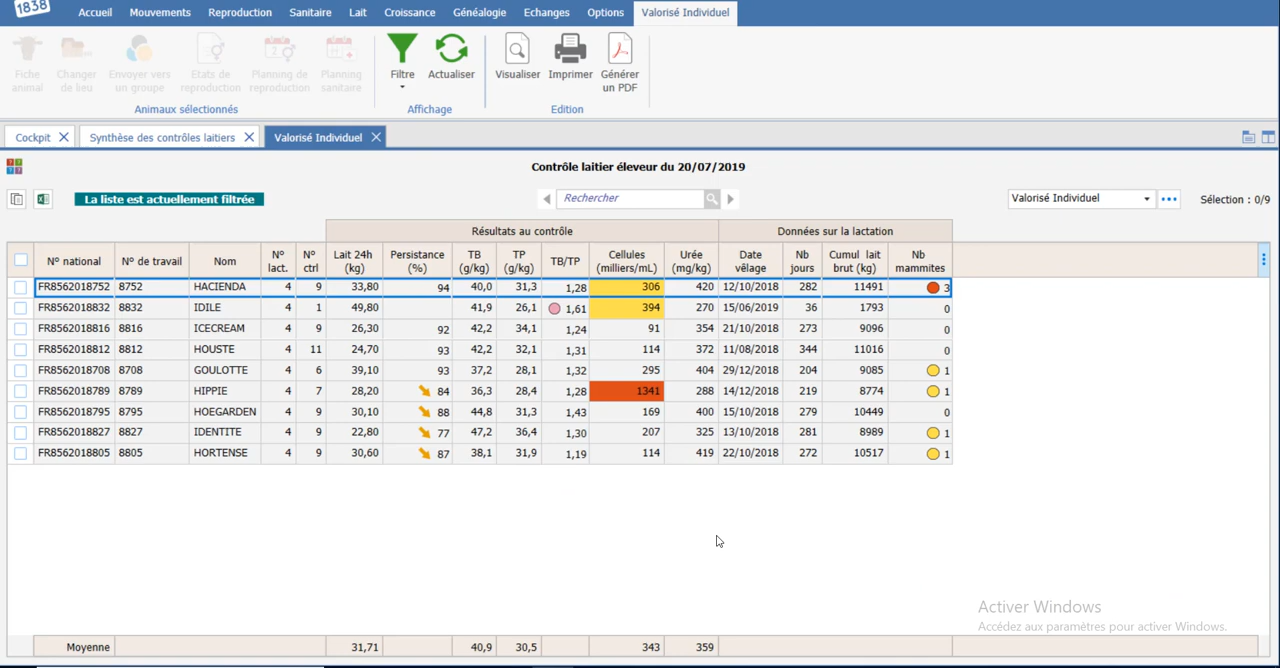 1838
Accueil Mouvements Reproduction Sanitaire Lait Croissance Généalogie Echanges Options Valorisé Individuel
Fiche animal Changer de lieu Envoyer vers un groupe Etats de reproduction Planning de reproduction Planning sanitaire Filtre Actualiser Visualiser Imprimer Générer un PDF
Animaux sélectionnés Affichage Edition
Cockpit Synthèse des contrôles laitiers Valorisé Individuel
Contrôle laitier éleveur du 20/07/2019
La liste est actuellement filtrée Rechercher Valorisé Individuel Sélection : 0/9
Résultats au contrôle Données sur la lactation
N° national N° de travail Nom N° lact. N° ctrl Lait 24h (kg) Persistance (%) TB (g/kg) TP (g/kg) TB/TP Cellules (milliers/mL) Urée (mg/kg) Date vêlage Nb jours Cumul lait brut (kg) Nb mammites
FR8562018752 8752 HACIENDA 4 9 33,80 94 40,0 31,3 1,28 306 420 12/10/2018 282 11491 3
FR8562018832 8832 IDILE 4 1 49,80 41,9 26,1 1,61 394 270 15/06/2019 36 1793 0
FR8562018816 8816 ICECREAM 4 9 26,30 92 42,2 34,1 1,24 91 354 21/10/2018 273 9096 0
FR8562018812 8812 HOUSTE 4 11 24,70 93 42,2 32,1 1,31 114 372 11/08/2018 344 11016 0
FR8562018708 8708 GOULOTTE 4 6 39,10 93 37,2 28,1 1,32 295 404 29/12/2018 204 9085 1
FR8562018789 8789 HIPPIE 4 7 28,20 84 36,3 28,4 1,28 1341 288 14/12/2018 219 8774 1
FR8562018795 8795 HOEGARDEN 4 9 30,10 88 44,8 31,3 1,43 169 400 15/10/2018 279 10449 0
FR8562018827 8827 IDENTITE 4 9 22,80 77 47,2 36,4 1,30 207 325 13/10/2018 281 8989 1
FR8562018805 8805 HORTENSE 4 9 30,60 87 38,1 31,9 1,19 114 419 22/10/2018 272 10517 1
Activer Windows
Accédez aux paramètres pour activer Windows.
Moyenne 31,71 40,9 30,5 343 359